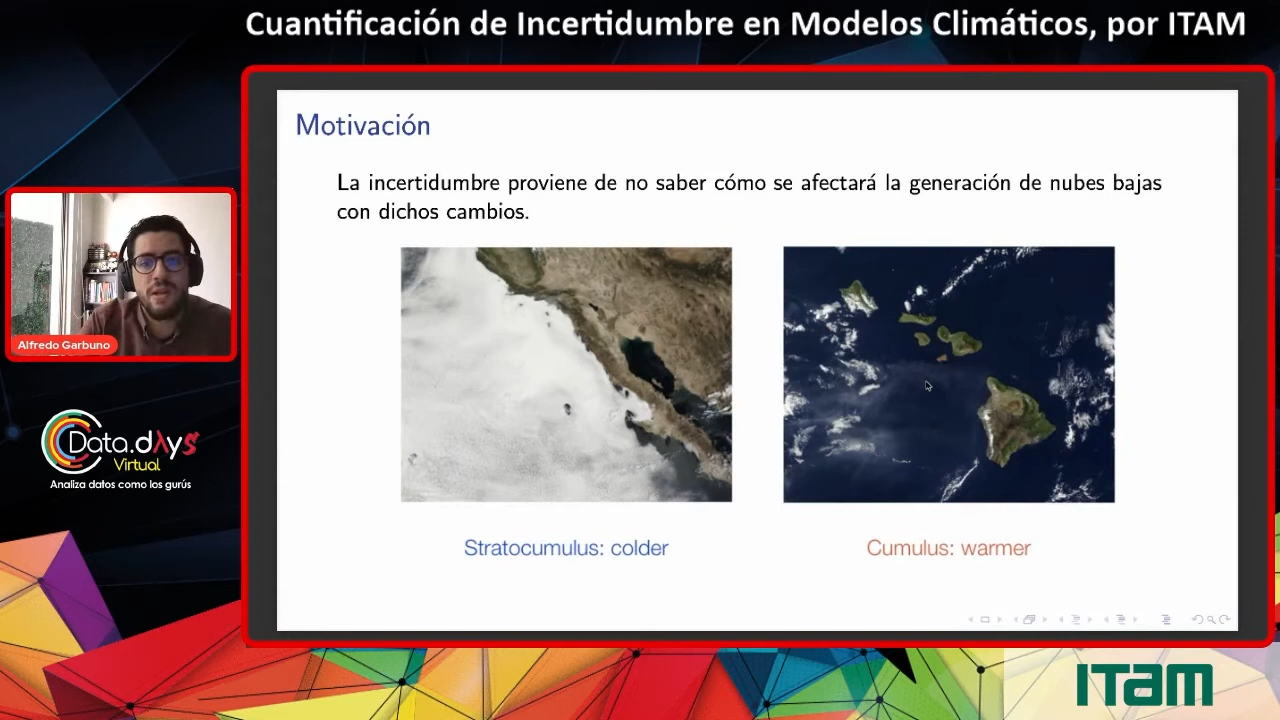 Cuantificación de Incertidumbre en Modelos Climáticos, por ITAM
Motivación
La incertidumbre proviene de no saber cómo se afectará la generación de nubes bajas
con dichos cambios.
Stratocumulus: colder
Cumulus: warmer
Alfredo Garbuno
Data.dAys
Virtual
Analiza datos como los gurús
ITAM